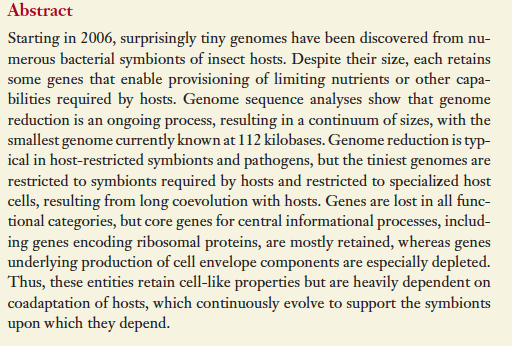 Abstract
Starting in 2006, surprisingly tiny genomes have been discovered from nu-
merous bacterial symbionts of insect hosts. Despite their size, each retains
some genes that enable provisioning of limiting nutrients or other capa-
bilities required by hosts. Genome sequence analyses show that genome
reduction is an ongoing process, resulting in a continuum of sizes, with the
smallest genome currently known at 112 kilobases. Genome reduction is typ-
ical in host-restricted symbionts and pathogens, but the tiniest genomes are
restricted to symbionts required by hosts and restricted to specialized host
cells, resulting from long coevolution with hosts. Genes are lost in all func-
tional categories, but core genes for central informational processes, includ-
ing genes encoding ribosomal proteins, are mostly retained, whereas genes
underlying production of cell envelope components are especially depleted.
Thus, these entities retain cell-like properties but are heavily dependent on
coadaptation of hosts, which continuously evolve to support the symbionts
upon which they depend.